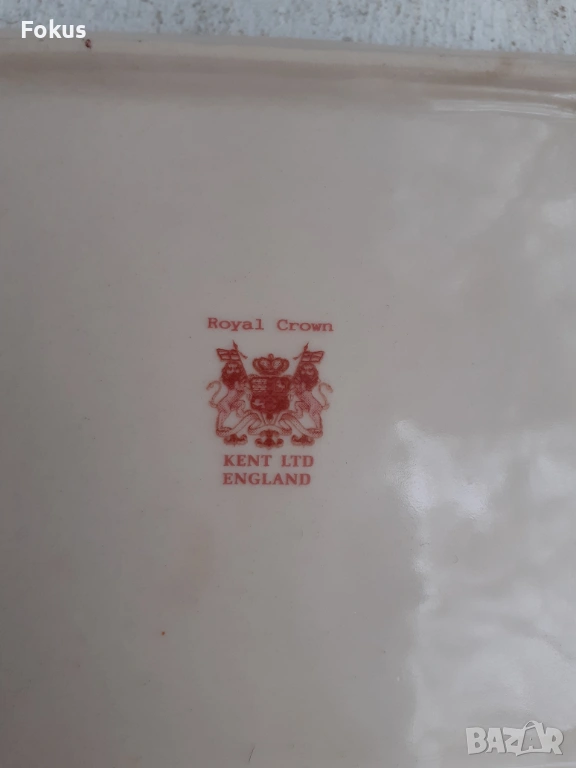 Fokus
Royal Crown
KENT LTD
ENGLAND
BAZAR